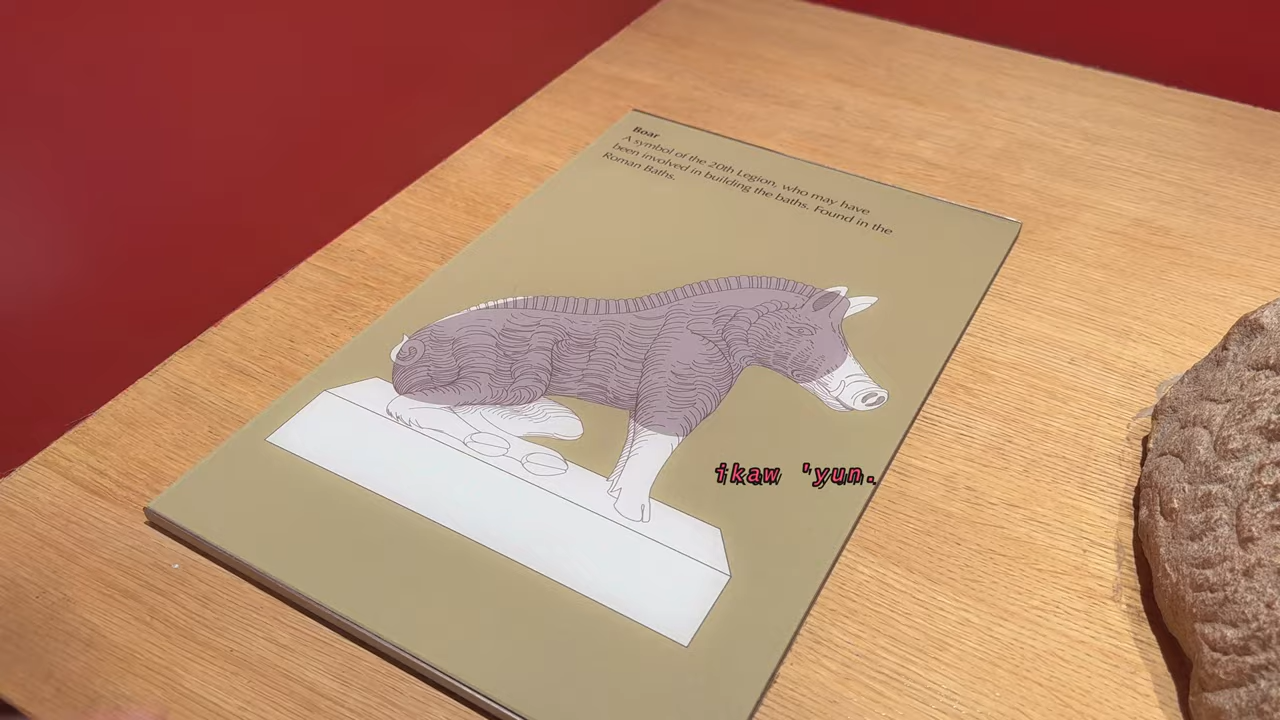 Boar
A symbol of the 20th Legion, who may have
been involved in building the baths. Found in the
Roman Baths.
ikaw 'yun.